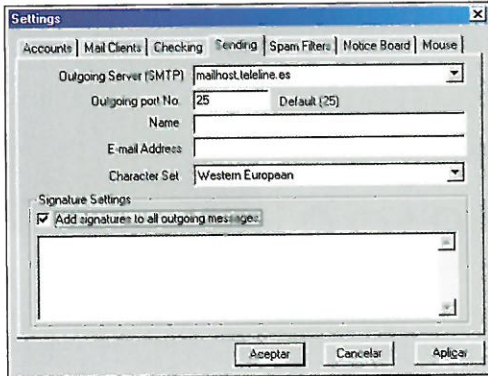 Settings
Accounts Mail Clients Checking Sending Spam Filters Notice Board Mouse
Outgoing Server (SMTP) mailhost.teleline.es
Outgoing port No. 25 Default (25)
Name
E-mail Address
Character Set Western European
Signature Settings
Add signatures to all outgoing messages
Aceptar Cancelar Aplicar